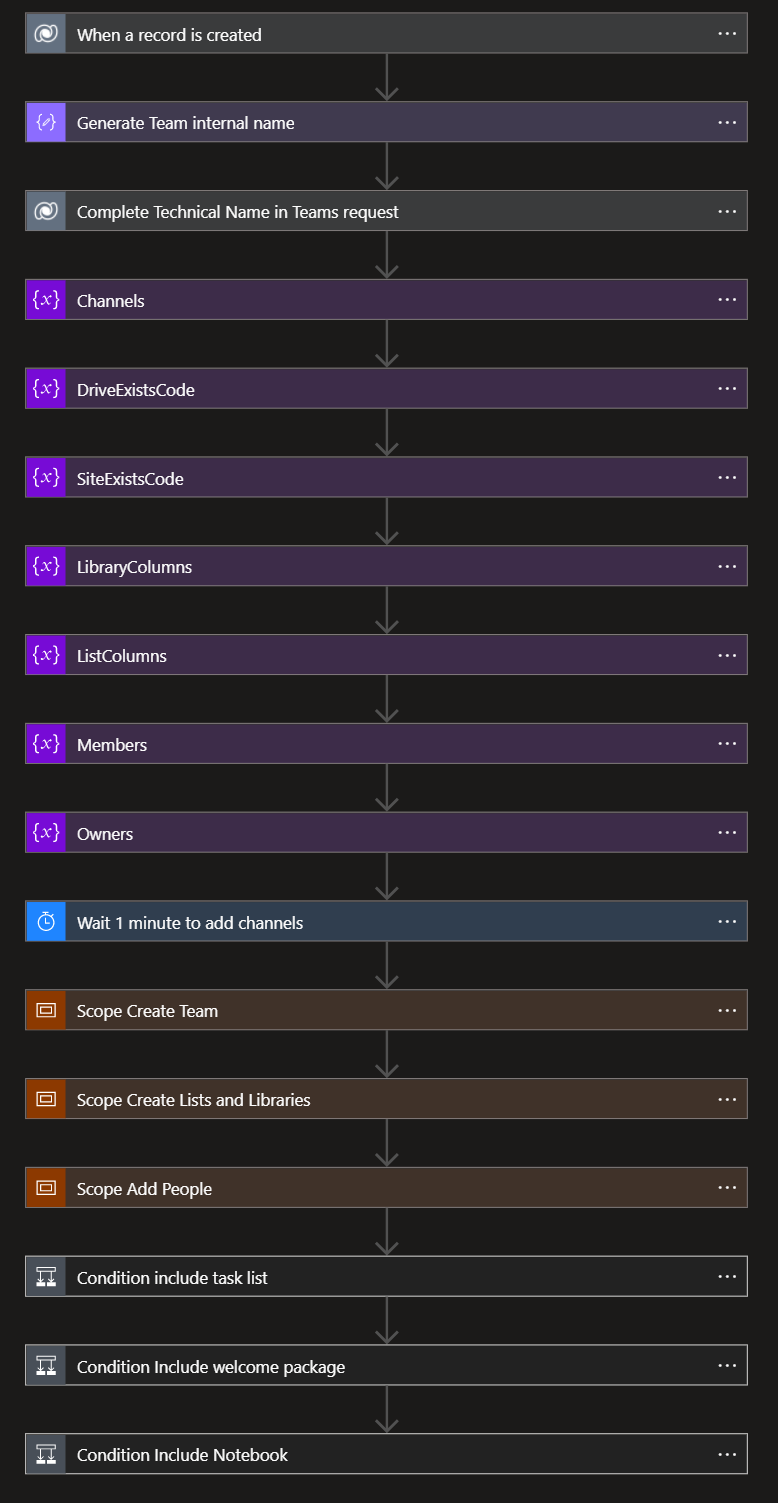 When a record is created
Generate Team internal name
Complete Technical Name in Teams request
{x} Channels
{x} DriveExistsCode
{x} SiteExistsCode
{x} LibraryColumns
{x} ListColumns
{x} Members
{x} Owners
Wait 1 minute to add channels
Scope Create Team
Scope Create Lists and Libraries
Scope Add People
Condition include task list
Condition Include welcome package
Condition Include Notebook